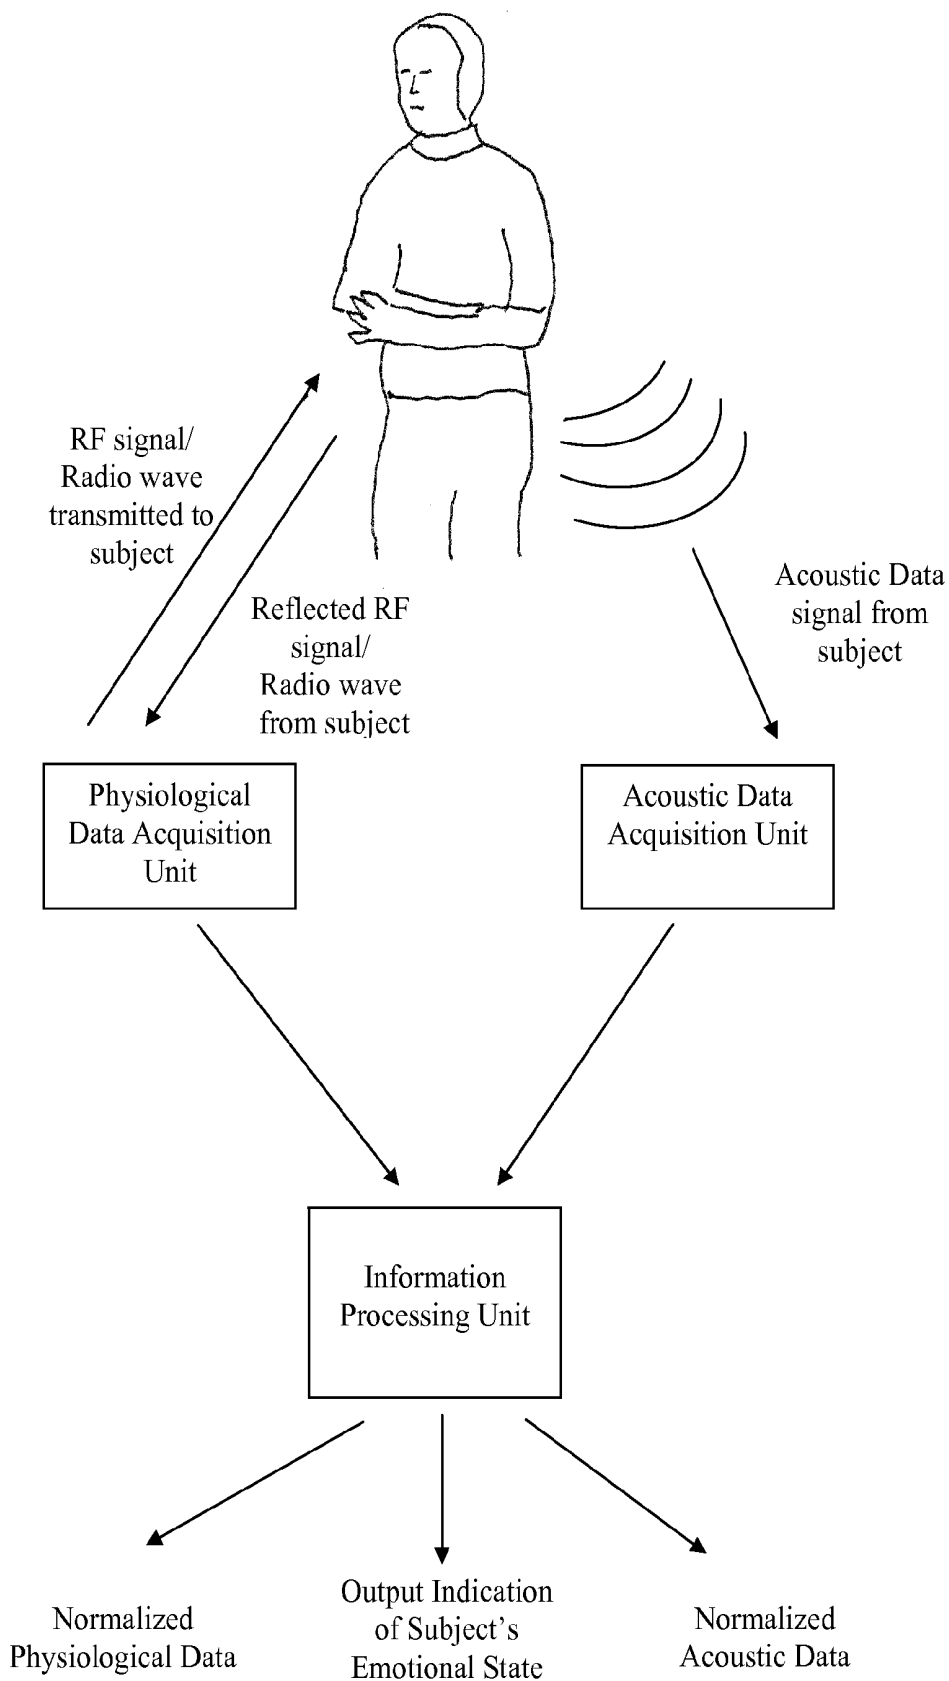 RF signal/
Radio wave
transmitted to
subject
Reflected RF
signal/
Radio wave
from subject
Acoustic Data
signal from
subject
Physiological
Data Acquisition
Unit
Acoustic Data
Acquisition Unit
Information
Processing Unit
Normalized
Physiological Data
Output Indication
of Subject's
Emotional State
Normalized
Acoustic Data